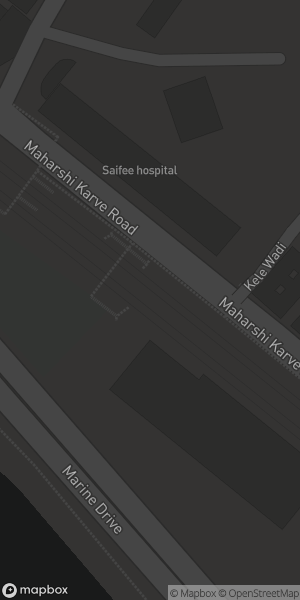 Saifee hospital
Maharshi Karve Road
Kele Wadi
Maharshi Karve
Marine Drive
mapbox
© Mapbox © OpenStreetMap